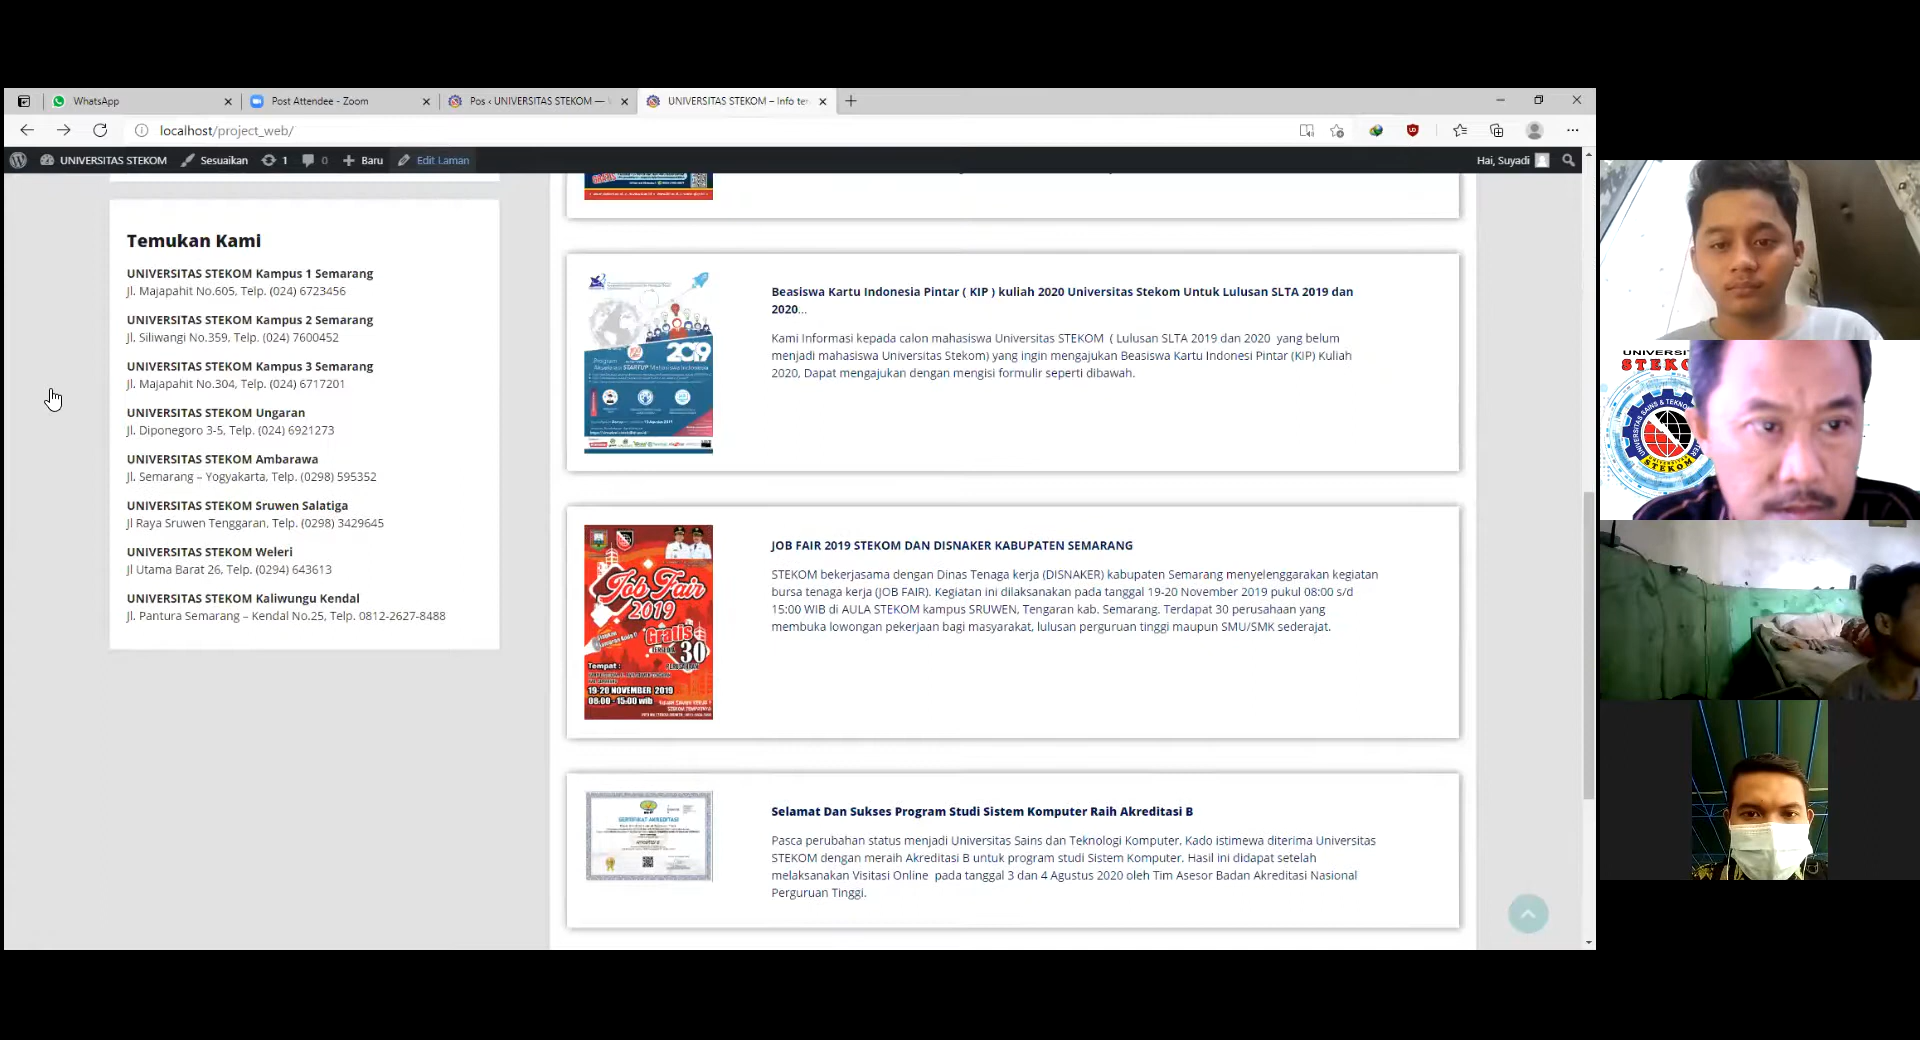 WhatsApp
Post Attendee - Zoom
Pos ‹ UNIVERSITAS STEKOM —
UNIVERSITAS STEKOM – Info ter
localhost/project_web/
UNIVERSITAS STEKOM
Sesuaikan
1
0
Baru
Edit Laman
Hai, Suyadi
Temukan Kami
UNIVERSITAS STEKOM Kampus 1 Semarang
Jl. Majapahit No.605, Telp. (024) 6723456
UNIVERSITAS STEKOM Kampus 2 Semarang
Jl. Siliwangi No.359, Telp. (024) 7600452
UNIVERSITAS STEKOM Kampus 3 Semarang
Jl. Majapahit No.304, Telp. (024) 6717201
UNIVERSITAS STEKOM Ungaran
Jl. Diponegoro 3-5, Telp. (024) 6921273
UNIVERSITAS STEKOM Ambarawa
Jl. Semarang – Yogyakarta, Telp. (0298) 595352
UNIVERSITAS STEKOM Sruwen Salatiga
Jl Raya Sruwen Tenggaran, Telp. (0298) 3429645
UNIVERSITAS STEKOM Weleri
Jl Utama Barat 26, Telp. (0294) 643613
UNIVERSITAS STEKOM Kaliwungu Kendal
Jl. Pantura Semarang – Kendal No.25, Telp. 0812-2627-8488
GRATIS
2019
Program
Akselerasi STARTUP Mahasiswa Indonesia
Beasiswa Kartu Indonesia Pintar ( KIP ) kuliah 2020 Universitas Stekom Untuk Lulusan SLTA 2019 dan
2020...
Kami Informasi kepada calon mahasiswa Universitas STEKOM ( Lulusan SLTA 2019 dan 2020 yang belum
menjadi mahasiswa Universitas Stekom) yang ingin mengajukan Beasiswa Kartu Indonesi Pintar (KIP) Kuliah
2020, Dapat mengajukan dengan mengisi formulir seperti dibawah.
Job Fair
2019
Gratis
30
Tempat :
19-20 NOVEMBER 2019
08:00 - 15:00 wib
JOB FAIR 2019 STEKOM DAN DISNAKER KABUPATEN SEMARANG
STEKOM bekerjasama dengan Dinas Tenaga kerja (DISNAKER) kabupaten Semarang menyelenggarakan kegiatan
bursa tenaga kerja (JOB FAIR). Kegiatan ini dilaksanakan pada tanggal 19-20 November 2019 pukul 08:00 s/d
15:00 WIB di AULA STEKOM kampus SRUWEN, Tengaran kab. Semarang. Terdapat 30 perusahaan yang
membuka lowongan pekerjaan bagi masyarakat, lulusan perguruan tinggi maupun SMU/SMK sederajat.
SERTIFIKAT AKREDITASI
Selamat Dan Sukses Program Studi Sistem Komputer Raih Akreditasi B
Pasca perubahan status menjadi Universitas Sains dan Teknologi Komputer, Kado istimewa diterima Universitas
STEKOM dengan meraih Akreditasi B untuk program studi Sistem Komputer. Hasil ini didapat setelah
melaksanakan Visitasi Online pada tanggal 3 dan 4 Agustus 2020 oleh Tim Asesor Badan Akreditasi Nasional
Perguruan Tinggi.
UNIVERSI
STEKO
UNIVERSITAS SAINS & TEKNO
UNIVERSITAS
STEKOM